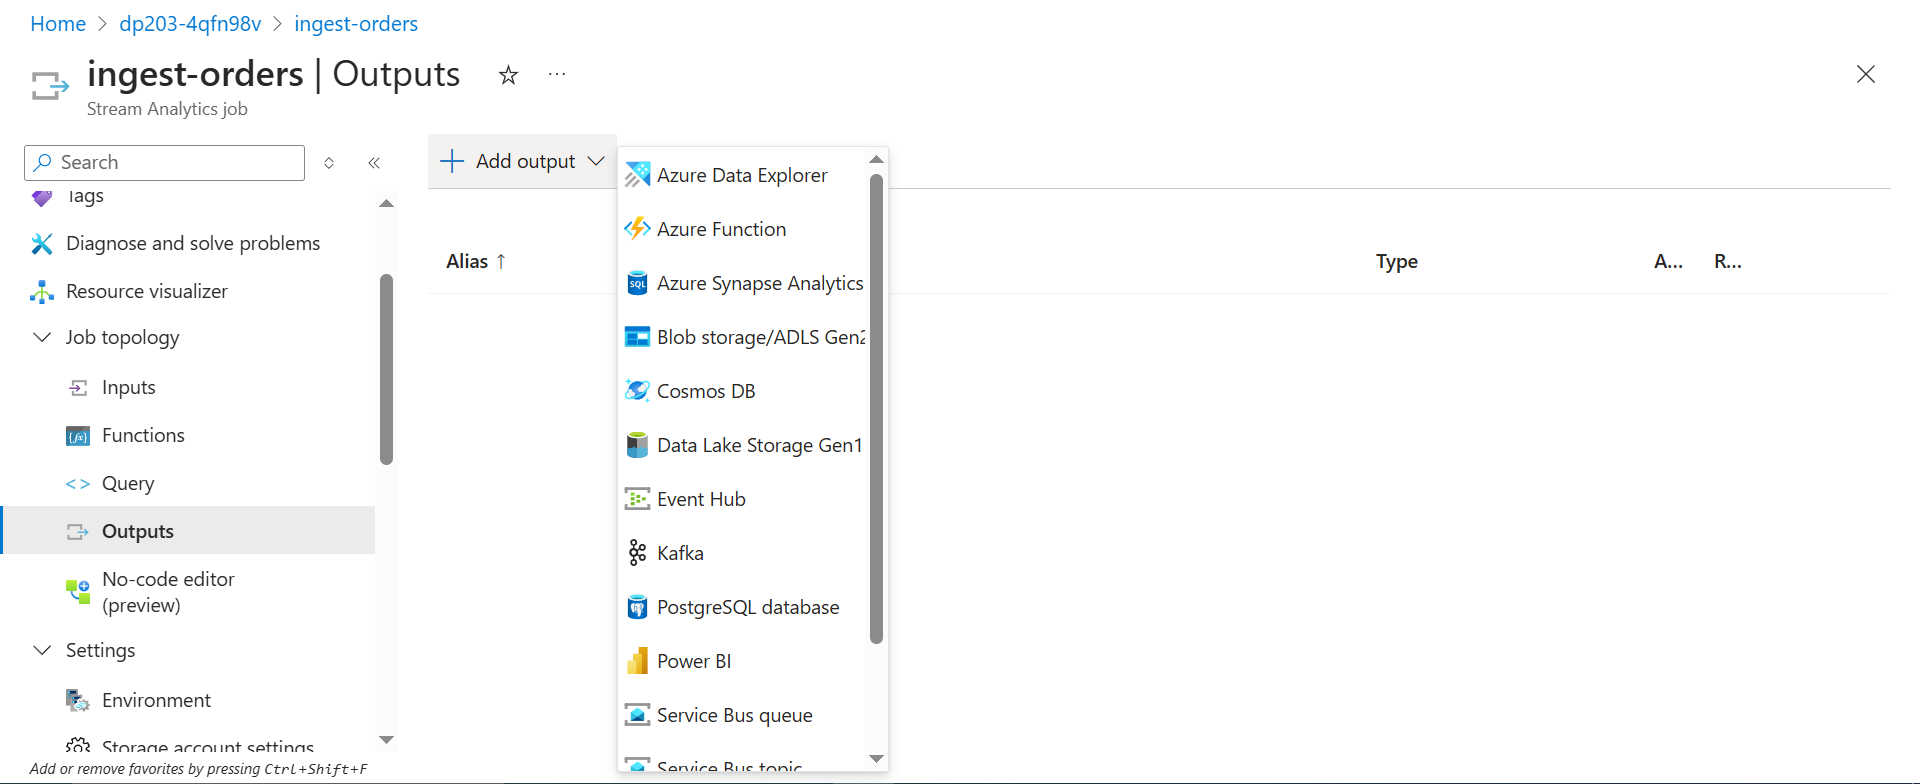 Home > dp203-4qfn98v > ingest-orders
ingest-orders | Outputs
Stream Analytics job
Search
Tags
Diagnose and solve problems
Resource visualizer
Job topology
Inputs
Functions
Query
Outputs
No-code editor
(preview)
Settings
Environment
Storage account settings
Add or remove favorites by pressing Ctrl+Shift+F
Add output
Azure Data Explorer
Azure Function
Azure Synapse Analytics
Blob storage/ADLS Gen2
Cosmos DB
Data Lake Storage Gen1
Event Hub
Kafka
PostgreSQL database
Power BI
Service Bus queue
Service Bus topic
Alias ↑ Type A... R...